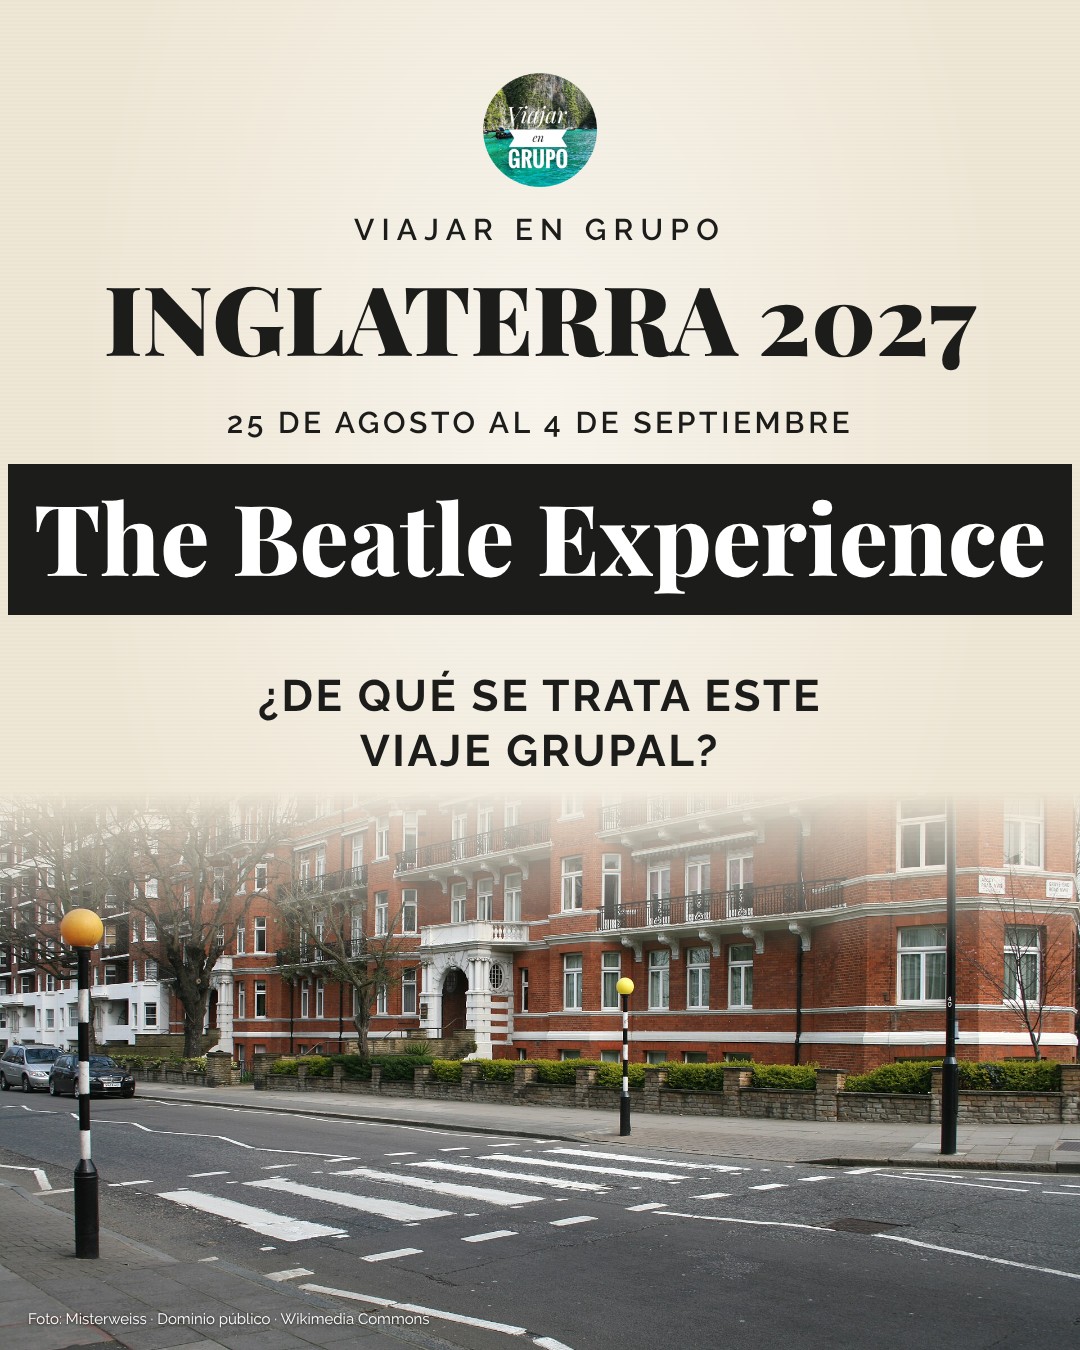 Viajar
en
GRUPO
VIAJAR EN GRUPO
INGLATERRA 2027
25 DE AGOSTO AL 4 DE SEPTIEMBRE
The Beatle Experience
¿DE QUÉ SE TRATA ESTE
VIAJE GRUPAL?
Foto: Misterweiss · Dominio público · Wikimedia Commons